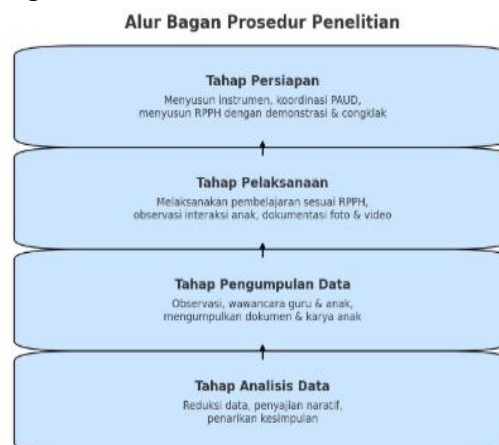 Alur Bagan Prosedur Penelitian
Tahap Persiapan
Menyusun instrumen, koordinasi PAUD,
menyusun RPPH dengan demonstrasi & congklak
Tahap Pelaksanaan
Melaksanakan pembelajaran sesuai RPPH,
observasi interaksi anak, dokumentasi foto & video
Tahap Pengumpulan Data
Observasi, wawancara guru & anak,
mengumpulkan dokumen & karya anak
Tahap Analisis Data
Reduksi data, penyajian naratif,
penarikan kesimpulan